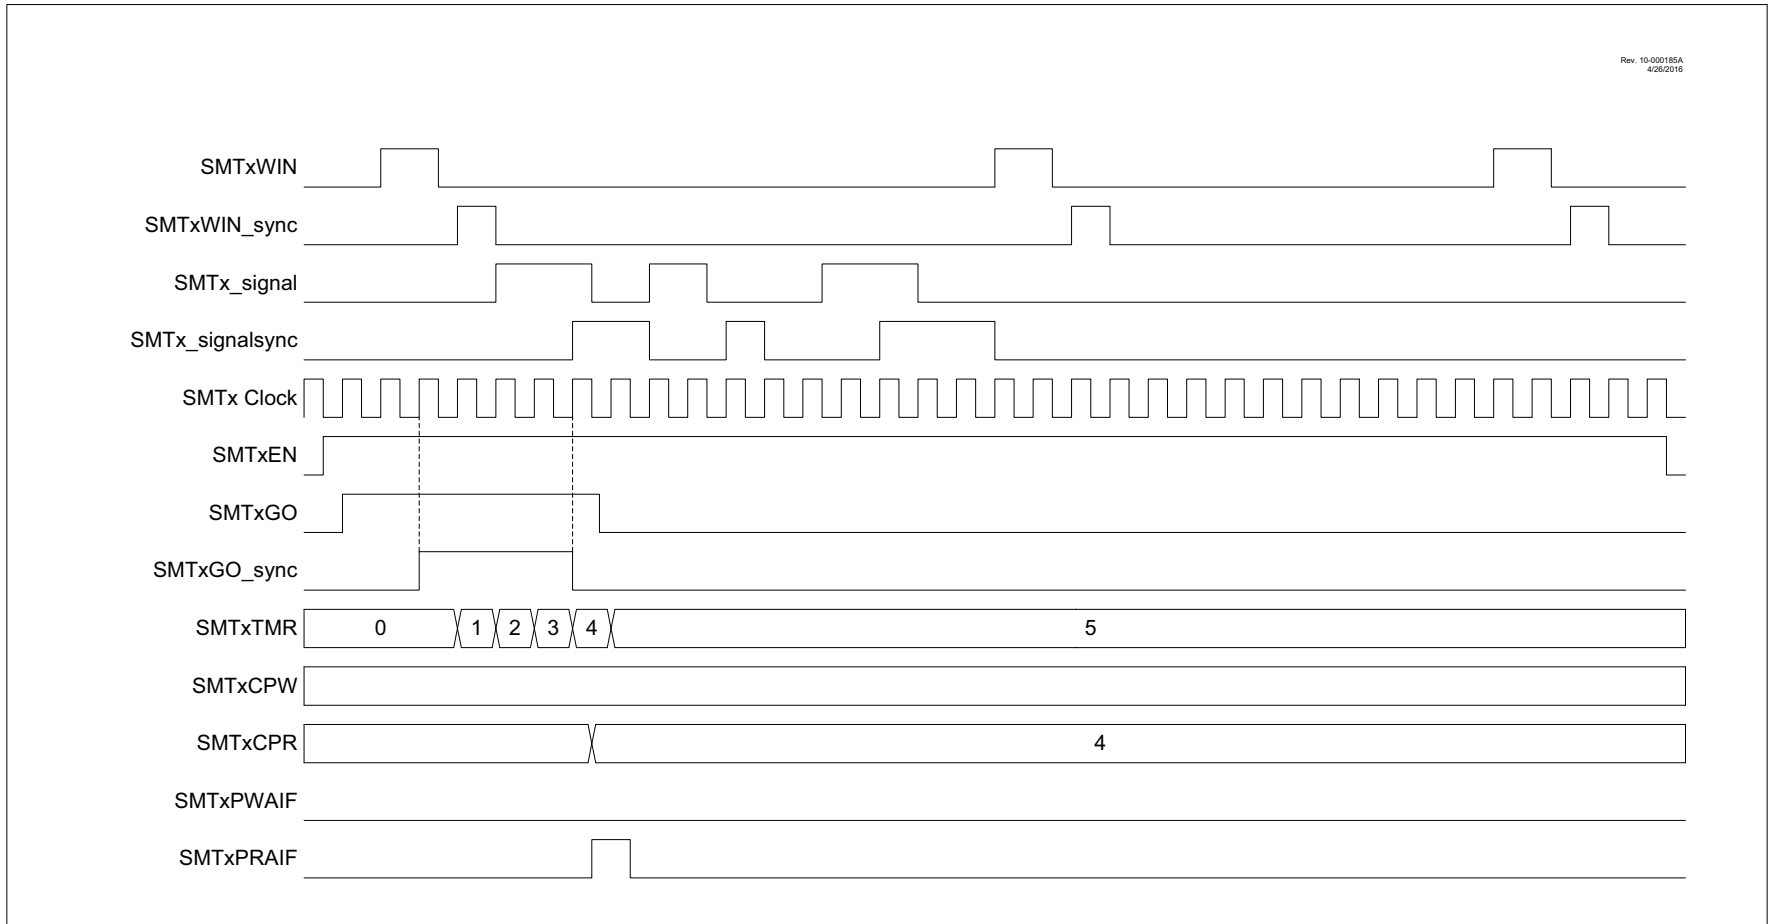 Rev. 10-000185A
4/26/2016
SMTxWIN
SMTxWIN_sync
SMTx_signal
SMTx_signalsync
SMTx Clock
SMTxEN
SMTxGO
SMTxGO_sync
SMTxTMR 0 1 2 3 4 5
SMTxCPW
SMTxCPR 4
SMTxPWAIF
SMTxPRAIF